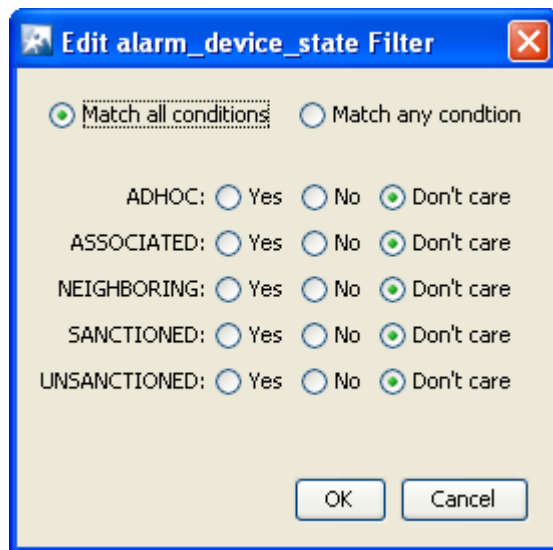 Edit alarm_device_state Filter
Match all conditions Match any condtion
ADHOC: Yes No Don't care
ASSOCIATED: Yes No Don't care
NEIGHBORING: Yes No Don't care
SANCTIONED: Yes No Don't care
UNSANCTIONED: Yes No Don't care
OK Cancel